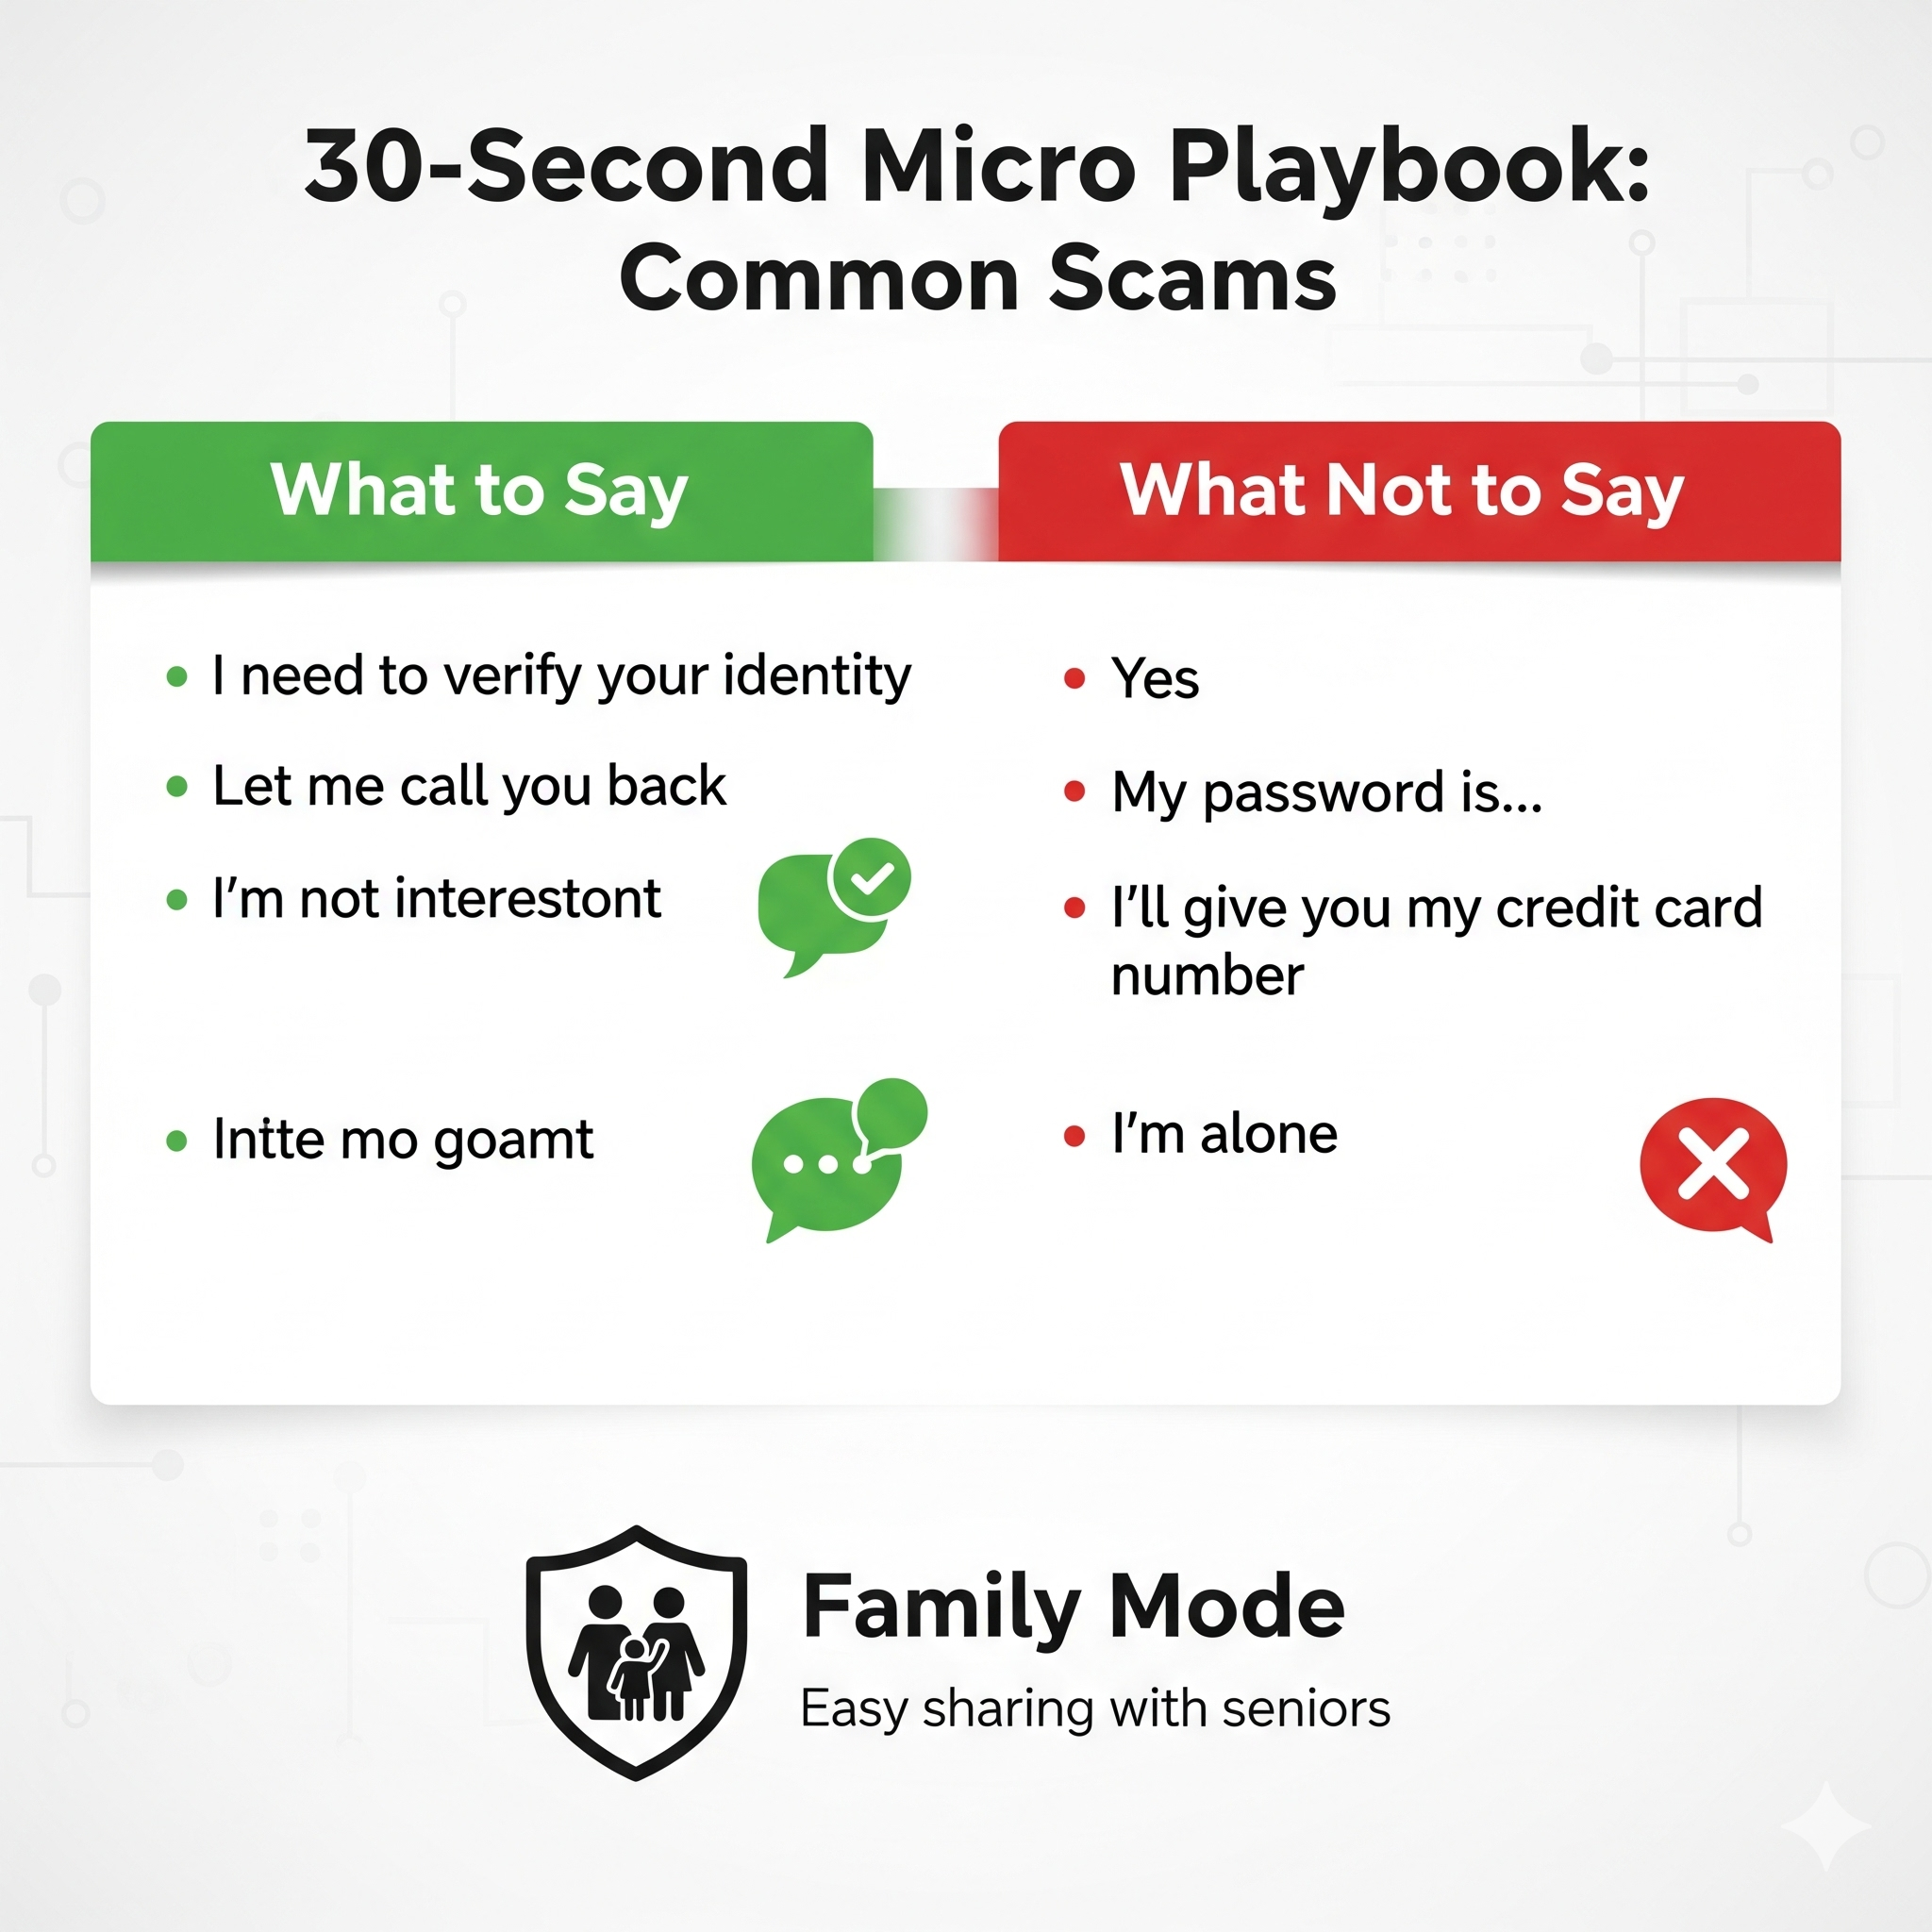 30-Second Micro Playbook:
Common Scams
What to Say
I need to verify your identity
Let me call you back
I'm not interestont
Intte mo goamt
What Not to Say
Yes
My password is...
I'll give you my credit card
number
I'm alone
Family Mode
Easy sharing with seniors